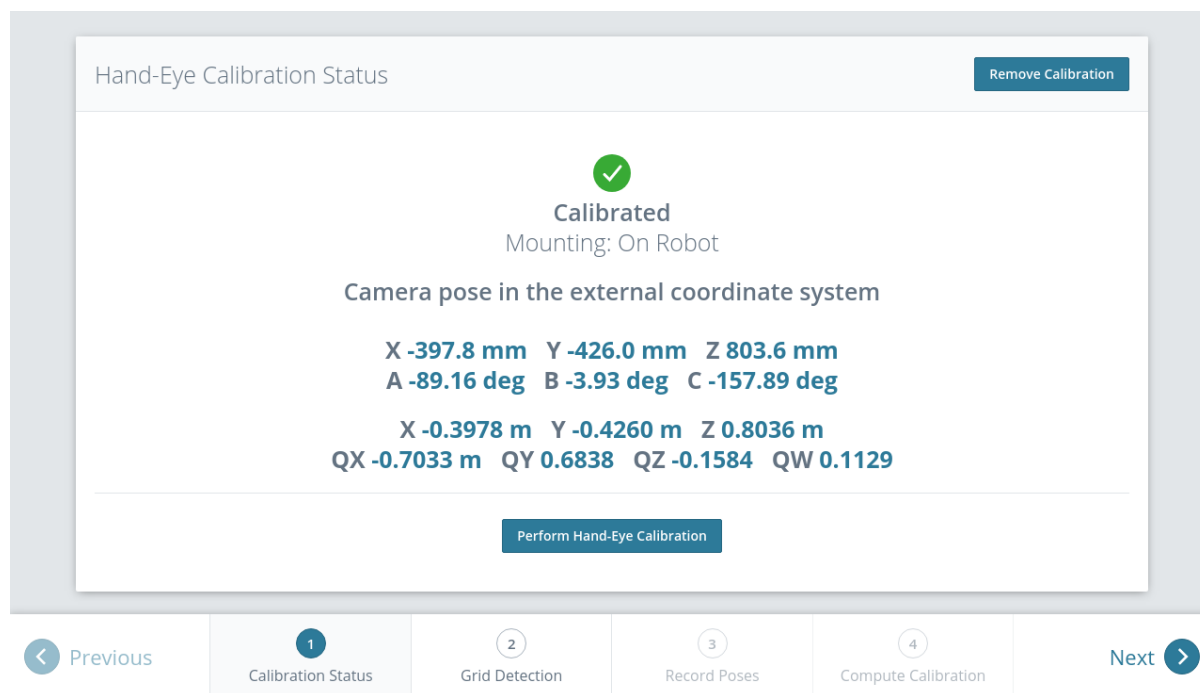 Hand-Eye Calibration Status
Remove Calibration
Calibrated
Mounting: On Robot
Camera pose in the external coordinate system
X -397.8 mm Y -426.0 mm Z 803.6 mm
A -89.16 deg B -3.93 deg C -157.89 deg
X -0.3978 m Y -0.4260 m Z 0.8036 m
QX -0.7033 m QY 0.6838 QZ -0.1584 QW 0.1129
Perform Hand-Eye Calibration
Previous
1
Calibration Status
2
Grid Detection
3
Record Poses
4
Compute Calibration
Next